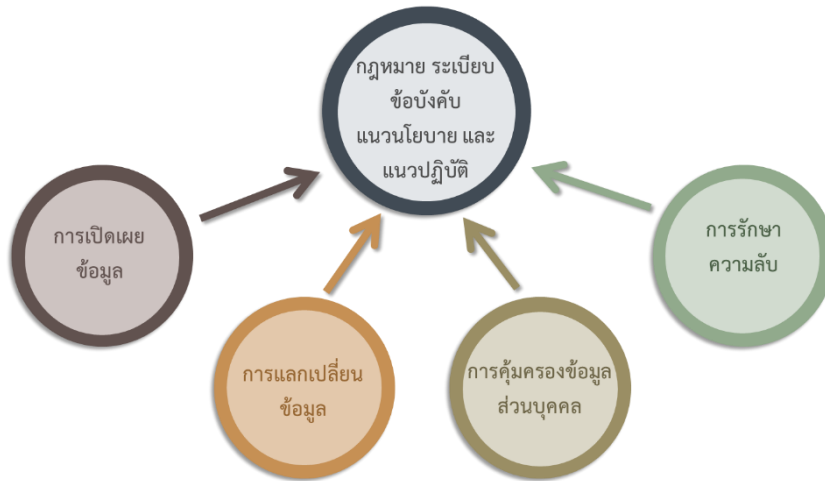 กฎหมาย ระเบียบ
ข้อบังคับ
แนวนโยบาย และ
แนวปฏิบัติ
การเปิดเผย
ข้อมูล
การแลกเปลี่ยน
ข้อมูล
การคุ้มครองข้อมูล
ส่วนบุคคล
การรักษา
ความลับ